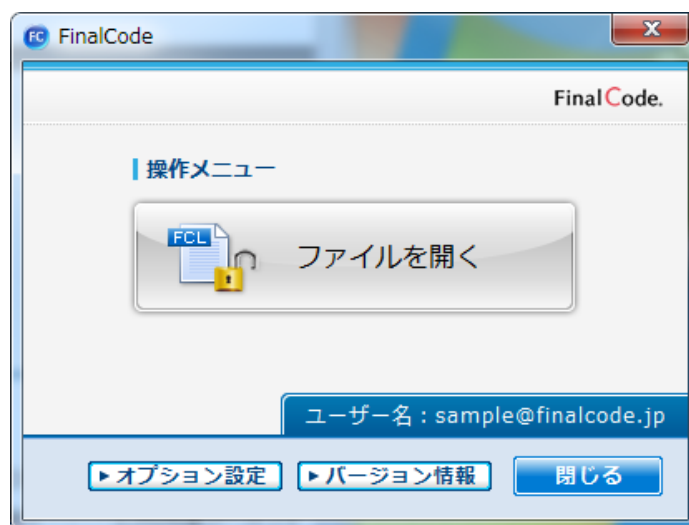 FC FinalCode
FinalCode.
操作メニュー
FCL
ファイルを開く
ユーザー名:sample@finalcode.jp
オプション設定 バージョン情報 閉じる